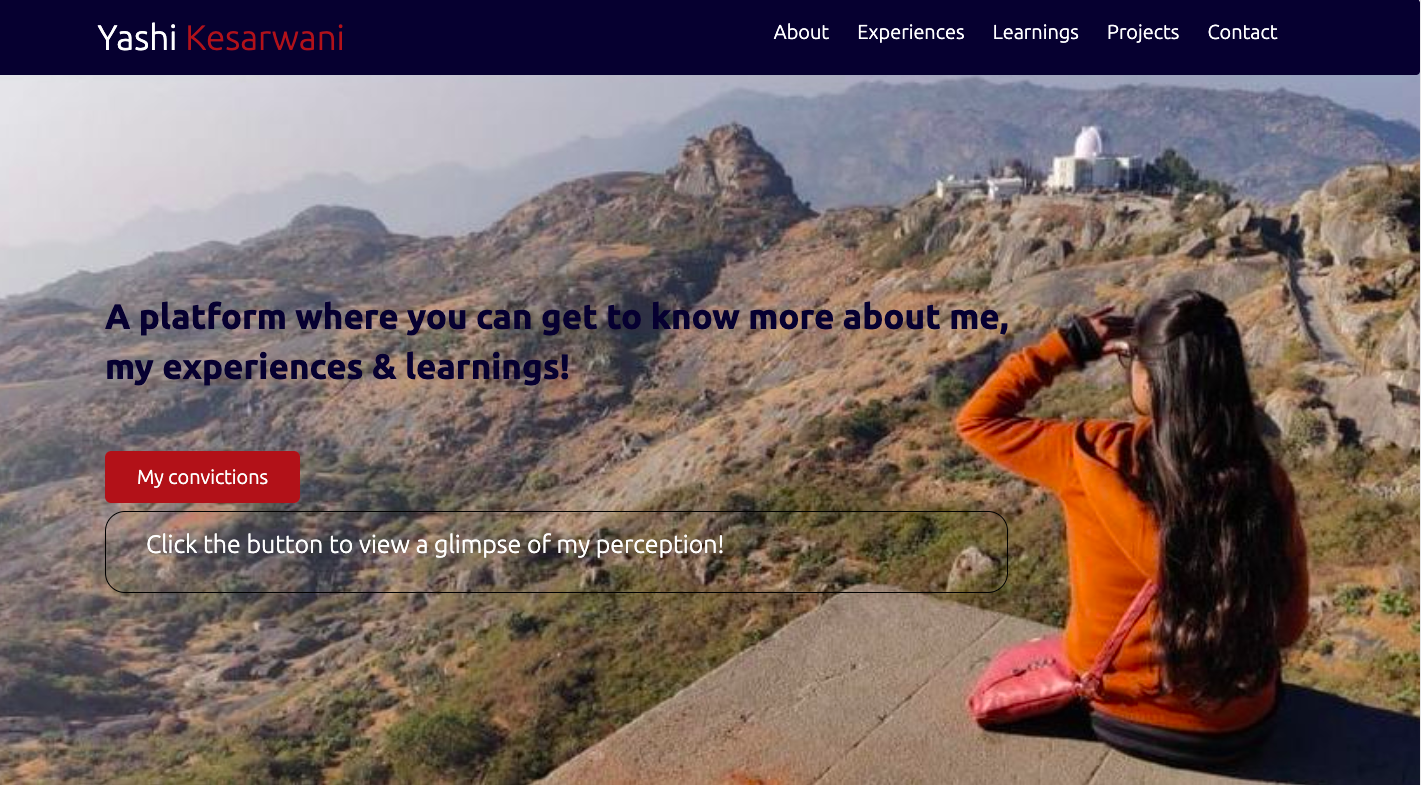 Yashi Kesarwani
About Experiences Learnings Projects Contact
A platform where you can get to know more about me,
my experiences & learnings!
My convictions
Click the button to view a glimpse of my perception!